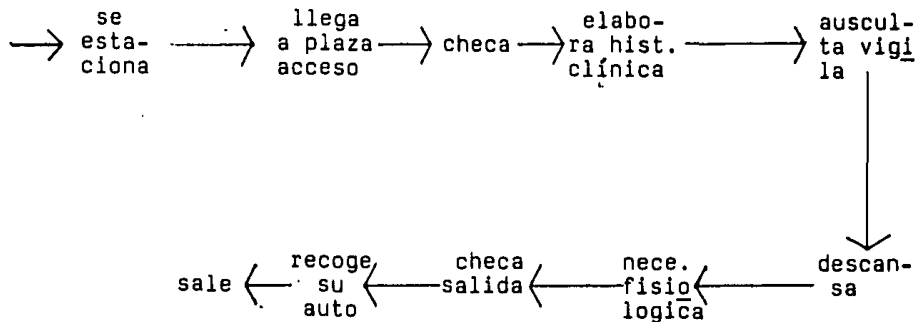 se
esta-
ciona
llega
a plaza
acceso
checa
elabo-
ra hist.
clínica
auscul-
ta vigi
la
descan-
sa
nece.
fisio
logica
checa
salida
recoge
su
auto
sale